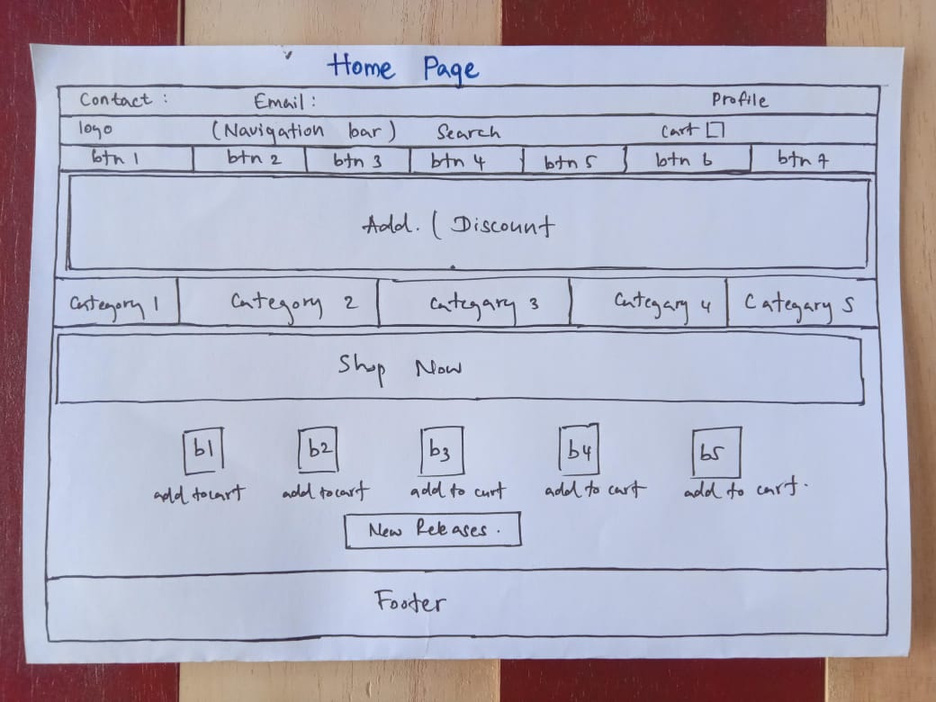 Home Page
Contact : Email : Profile
logo (Navigation bar) Search Cart
btn 1 btn 2 btn 3 btn 4 btn 5 btn 6 btn 7
Add. ( Discount
Category 1 Category 2 Categary 3 Categary 4 Categary 5
Shop Now
b1 b2 b3 b4 b5
add to cart add to cart add to curt add to cart add to cart.
New Releases.
Footer